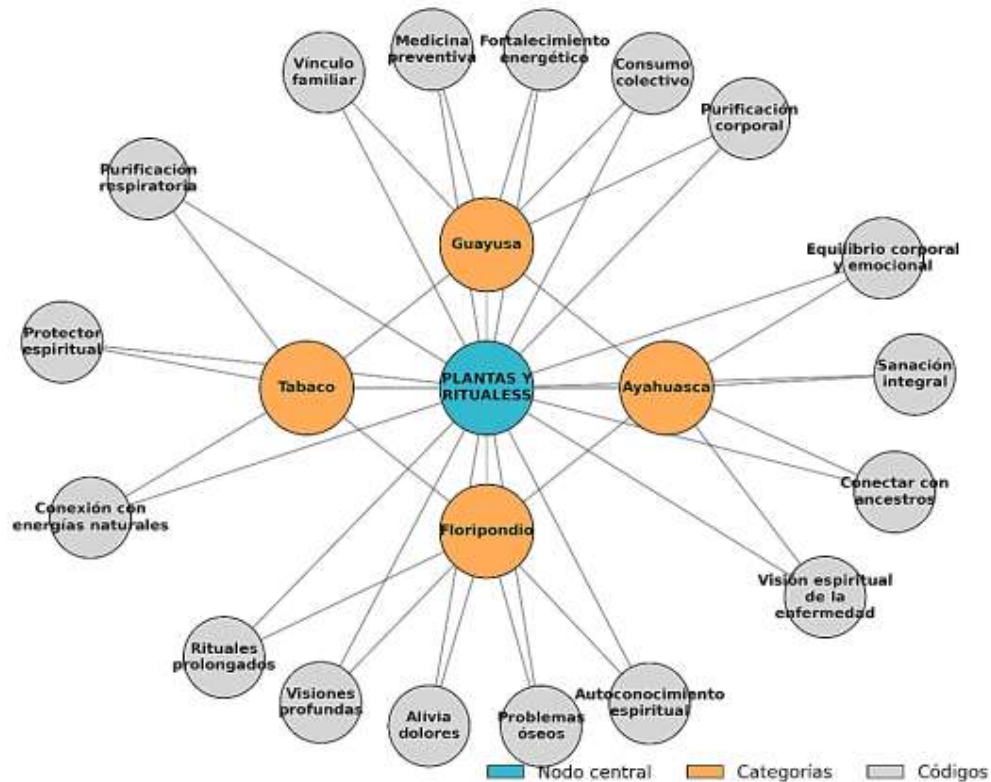 Vínculo
familiar
Medicina
preventiva
Fortalecimiento
energético
Consumo
colectivo
Purificación
corporal
Purificación
respiratoria
Guayusa
Equilibrio corporal
y emocional
Protector
espiritual
Tabaco
PLANTAS Y
RITUALESS
Ayahuasca
Sanación
integral
Conexión con
energías naturales
Floripondio
Conectar con
ancestros
Visión espiritual
de la
enfermedad
Rituales
prolongados
Visiones
profundas
Alivia
dolores
Problemas
óseos
Autoconocimiento
espiritual
Nodo central
Categorías
Códigos